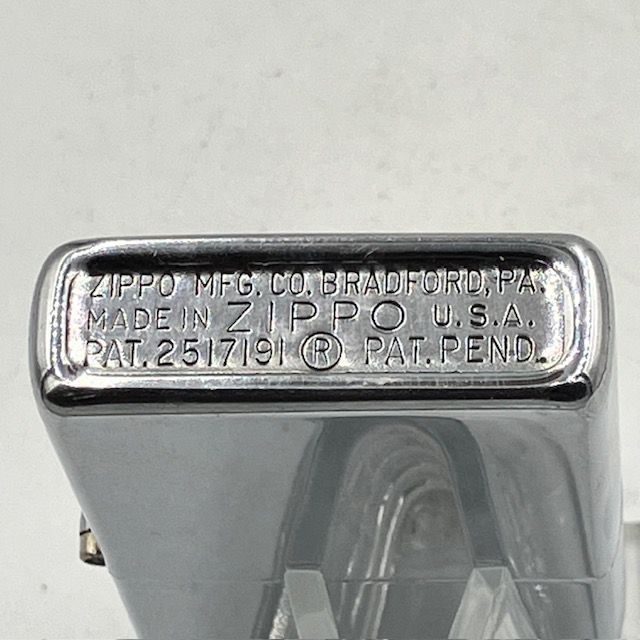 ZIPPO MFG. CO. BRADFORD, PA.
MADE IN ZIPPO U.S.A.
PAT. 2517191 ® PAT. PEND.